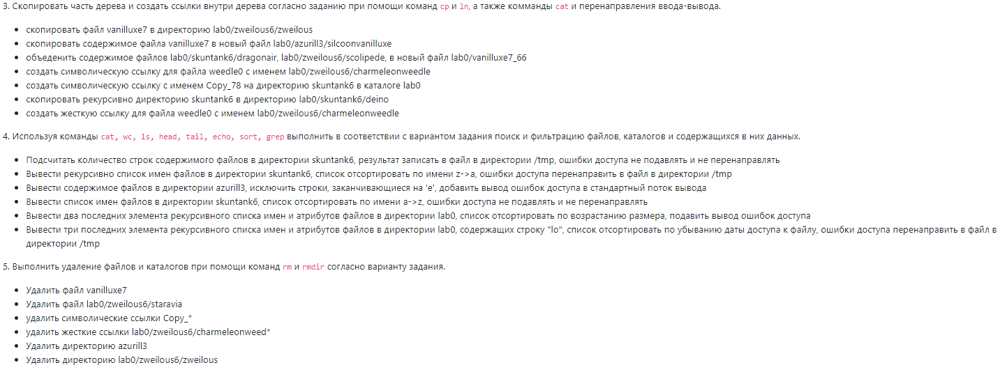 3. Скопировать часть дерева и создать ссылки внутри дерева согласно заданию при помощи команд cp и ln, а также комманды cat и перенаправления ввода-вывода.
• скопировать файл vanilluxe7 в директорию lab0/zweilous6/zweilous
• скопировать содержимое файла vanilluxe7 в новый файл lab0/azurill3/silcoonvanilluxe
• объеденить содержимое файлов lab0/skuntank6/dragonair, lab0/zweilous6/scolipede, в новый файл lab0/vanilluxe7_66
• создать символическую ссылку для файла weedle0 с именем lab0/zweilous6/charmeleonweedle
• создать символическую ссылку c именем Copy_78 на директорию skuntank6 в каталоге lab0
• скопировать рекурсивно директорию skuntank6 в директорию lab0/skuntank6/deino
• cоздать жесткую ссылку для файла weedle0 с именем lab0/zweilous6/charmeleonweedle
4. Используя команды cat, wc, ls, head, tail, echo, sort, grep выполнить в соответствии с вариантом задания поиск и фильтрацию файлов, каталогов и содержащихся в них данных.
• Подсчитать количество строк содержимого файлов в директории skuntank6, результат записать в файл в директории /tmp, ошибки доступа не подавлять и не перенаправлять
• Вывести рекурсивно список имен файлов в директории skuntank6, список отсортировать по имени z->a, ошибки доступа перенаправить в файл в директории /tmp
• Вывести содержимое файлов в директории azurill3, исключить строки, заканчивающиеся на 'e', добавить вывод ошибок доступа в стандартный поток вывода
• Вывести список имен файлов в директории skuntank6, список отсортировать по имени a->z, ошибки доступа не подавлять и не перенаправлять
• Вывести два последних элемента рекурсивного списка имен и атрибутов файлов в директории lab0, список отсортировать по возрастанию размера, подавить вывод ошибок доступа
• Вывести три последних элемента рекурсивного списка имен и атрибутов файлов в директории lab0, содержащих строку "lo", список отсортировать по убыванию даты доступа к файлу, ошибки доступа перенаправить в файл в
директории /tmp
5. Выполнить удаление файлов и каталогов при помощи команд rm и rmdir согласно варианту задания.
• Удалить файл vanilluxe7
• Удалить файл lab0/zweilous6/staravia
• удалить символические ссылки Copy_*
• удалить жесткие ссылки lab0/zweilous6/charmeleonweed*
• Удалить директорию azurill3
• Удалить директорию lab0/zweilous6/zweilous